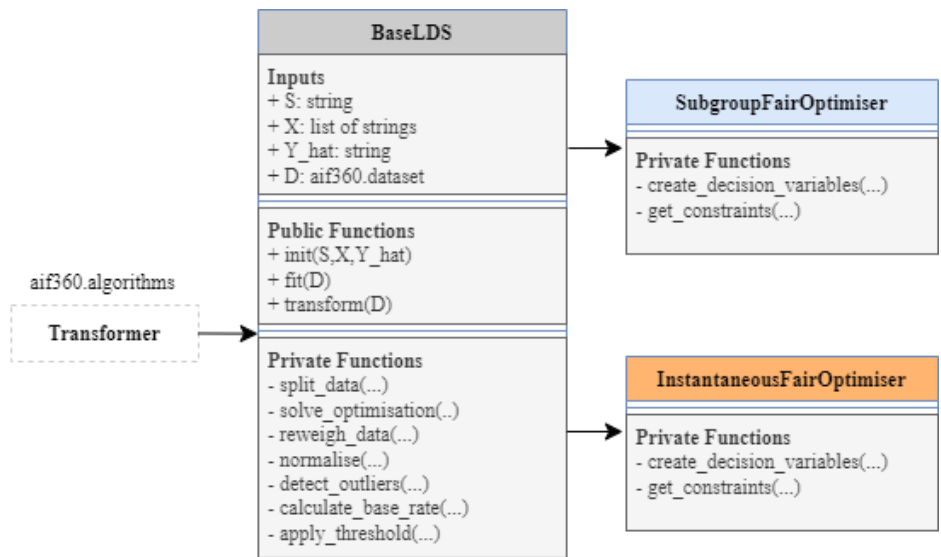 aif360.algorithms
Transformer
BaseLDS
Inputs
+ S: string
+ X: list of strings
+ Y_hat: string
+ D: aif360.dataset
Public Functions
+ init(S,X,Y_hat)
+ fit(D)
+ transform(D)
Private Functions
- split_data(...)
- solve_optimisation(..)
- reweigh_data(...)
- normalise(...)
- detect_outliers(...)
- calculate_base_rate(...)
- apply_threshold(...)
SubgroupFairOptimiser
Private Functions
- create_decision_variables(...)
- get_constraints(...)
InstantaneousFairOptimiser
Private Functions
- create_decision_variables(...)
- get_constraints(...)